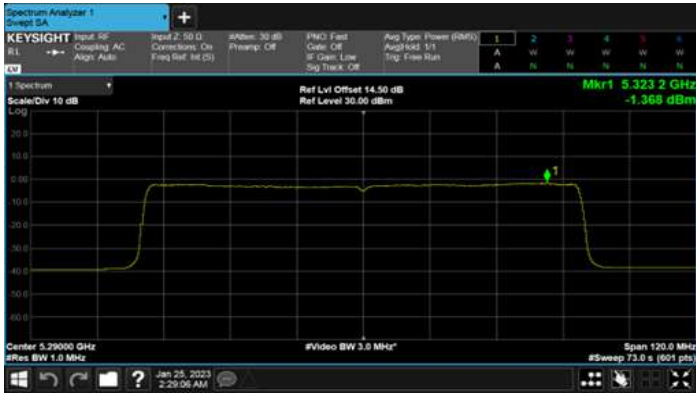 Spectrum Analyzer 1
Swept SA
+
KEYSIGHT Input: RF
RL Coupling: AC
Align: Auto
Input Z: 50 Ω
Corrections: On
Freq Ref: Int (S)
#Atten: 30 dB
Preamp: Off
PNO: Fast
Gate: Off
IF Gain: Low
Sig Track: Off
Avg Type: Power (RMS)
Avg|Hold: 1/1
Trig: Free Run
1 2 3 4 5 6
A W W W W W
A N N N N N
1 Spectrum
Scale/Div 10 dB
Log
Ref Lvl Offset 14.50 dB
Ref Level 30.00 dBm
Mkr1 5.323 2 GHz
-1.368 dBm
20.0
10.0
0.00
-10.0
-20.0
-30.0
-40.0
-50.0
-60.0
1
Center 5.29000 GHz
#Res BW 1.0 MHz
#Video BW 3.0 MHz*
Span 120.0 MHz
#Sweep 73.0 s (601 pts)
?
Jan 25, 2023
2:29:06 AM